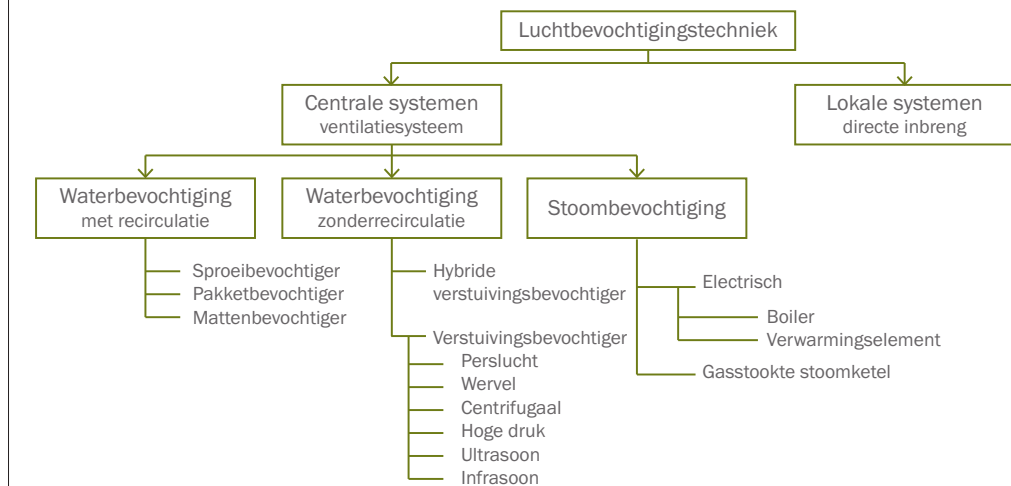 Luchtbevochtigingstechniek
Centrale systemen
ventilatiesysteem
Lokale systemen
directe inbreng
Waterbevochtiging
met recirculatie
Waterbevochtiging
zonderrecirculatie
Stoombevochtiging
Sproeibevochtiger
Pakketbevochtiger
Mattenbevochtiger
Hybride
verstuivingsbevochtiger
Verstuivingsbevochtiger
Perslucht
Wervel
Centrifugaal
Hoge druk
Ultrasoon
Infrasoon
Electrisch
Boiler
Verwarmingselement
Gasstookte stoomketel